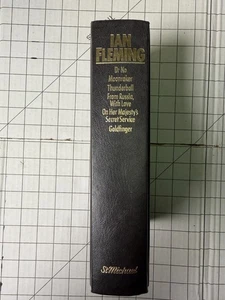 IAN
FLEMING
Dr No
Moonraker
Thunderball
From Russia,
With Love
On Her Majesty's
Secret Service
Goldfinger
St Michael